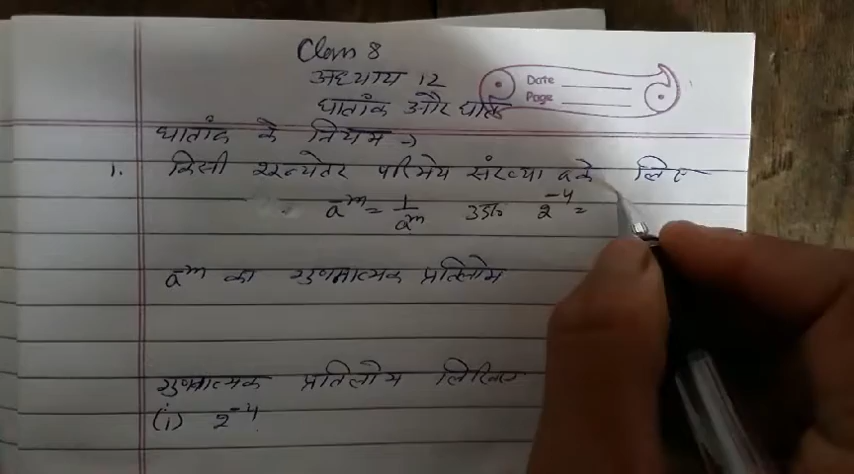 Class 8
अध्याय 12
Date
घातांक और घात
Page
घातांक के नियम →
1. किसी शून्येतर परिमेय संख्या a के लिए
a⁻ᵐ = 1/aᵐ उदा० 2⁻⁴ =
a⁻ᵐ का गुणात्मक प्रतिलोम
गुणात्मक प्रतिलोम लिखिए
(i) 2⁻⁴